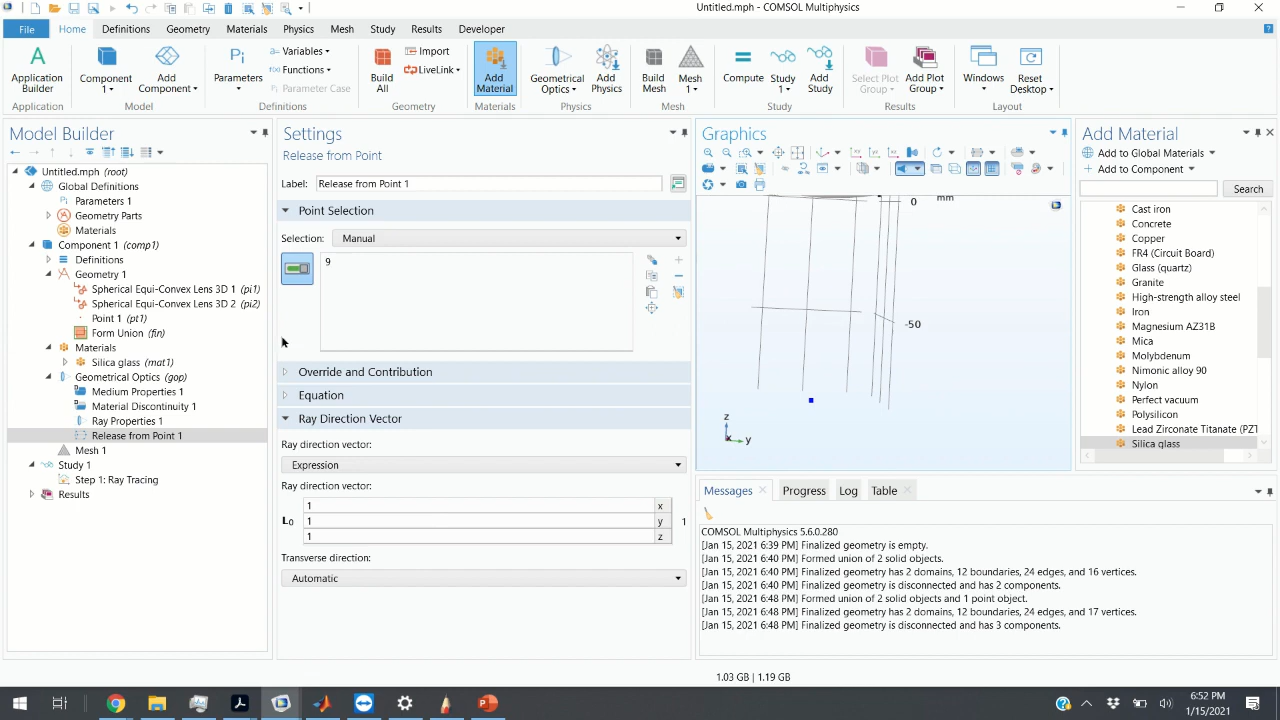 Untitled.mph - COMSOL Multiphysics
File Home Definitions Geometry Materials Physics Mesh Study Results Developer
Application Builder
Component 1
Add Component
Parameters
Variables
Functions
Parameter Case
Build All
Import
LiveLink
Add Material
Geometrical Optics
Add Physics
Build Mesh
Mesh 1
Compute
Study 1
Add Study
Select Plot Group
Add Plot Group
Windows
Reset Desktop
Application Model Definitions Geometry Materials Physics Mesh Study Results Layout
Model Builder
Untitled.mph (root)
Global Definitions
Parameters 1
Geometry Parts
Materials
Component 1 (comp1)
Definitions
Geometry 1
Spherical Equi-Convex Lens 3D 1 (pi1)
Spherical Equi-Convex Lens 3D 2 (pi2)
Point 1 (pt1)
Form Union (fin)
Materials
Silica glass (mat1)
Geometrical Optics (gop)
Medium Properties 1
Material Discontinuity 1
Ray Properties 1
Release from Point 1
Mesh 1
Study 1
Step 1: Ray Tracing
Results
Settings
Release from Point
Label: Release from Point 1
Point Selection
Selection: Manual
9
Override and Contribution
Equation
Ray Direction Vector
Ray direction vector:
Expression
Ray direction vector:
L0
1 x
1 y
1 z
1
Transverse direction:
Automatic
Graphics
0 mm
-50
z
x y
Messages Progress Log Table
COMSOL Multiphysics 5.6.0.280
[Jan 15, 2021 6:39 PM] Finalized geometry is empty.
[Jan 15, 2021 6:40 PM] Formed union of 2 solid objects.
[Jan 15, 2021 6:40 PM] Finalized geometry has 2 domains, 12 boundaries, 24 edges, and 16 vertices.
[Jan 15, 2021 6:40 PM] Finalized geometry is disconnected and has 2 components.
[Jan 15, 2021 6:48 PM] Formed union of 2 solid objects and 1 point object.
[Jan 15, 2021 6:48 PM] Finalized geometry has 2 domains, 12 boundaries, 24 edges, and 17 vertices.
[Jan 15, 2021 6:48 PM] Finalized geometry is disconnected and has 3 components.
Add Material
Add to Global Materials
Add to Component
Search
Cast iron
Concrete
Copper
FR4 (Circuit Board)
Glass (quartz)
Granite
High-strength alloy steel
Iron
Magnesium AZ31B
Mica
Molybdenum
Nimonic alloy 90
Nylon
Perfect vacuum
Polysilicon
Lead Zirconate Titanate (PZT
Silica glass
1.03 GB | 1.19 GB
6:52 PM
1/15/2021